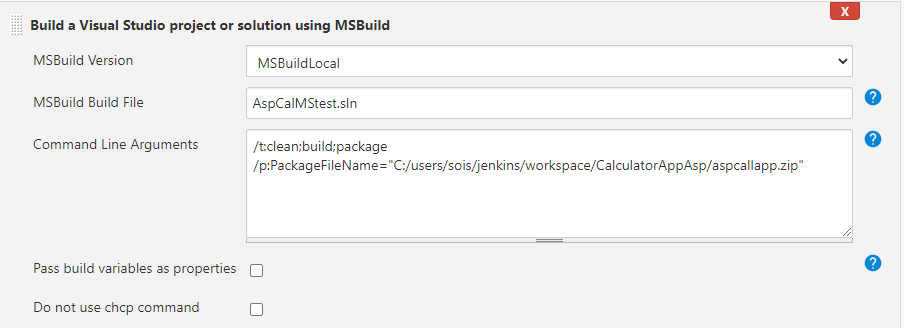 X
Build a Visual Studio project or solution using MSBuild
MSBuild Version
MSBuildLocal
MSBuild Build File
AspCalMStest.sln
?
Command Line Arguments
/t:clean;build;package
/p:PackageFileName="C:/users/sois/jenkins/workspace/CalculatorAppAsp/aspcallapp.zip"
?
Pass build variables as properties
?
Do not use chcp command